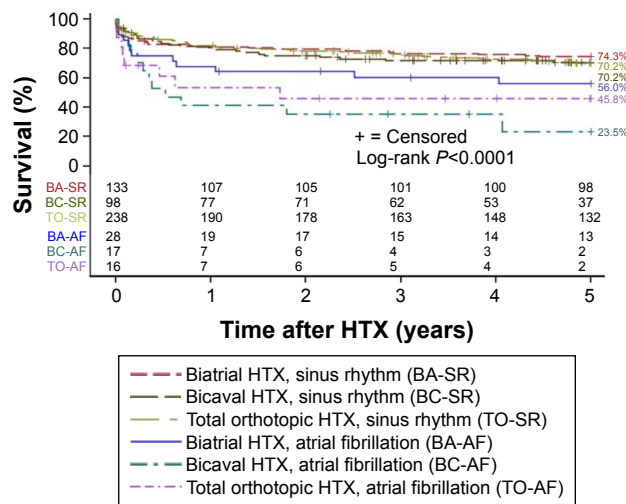 100
80
60
40
20
0
Survival (%)
74.3%
70.2%
70.2%
56.0%
45.8%
23.5%
+ = Censored
Log-rank P<0.0001
BA-SR 133 107 105 101 100 98
BC-SR 98 77 71 62 53 37
TO-SR 238 190 178 163 148 132
BA-AF 28 19 17 15 14 13
BC-AF 17 7 6 4 3 2
TO-AF 16 7 6 5 4 2
0 1 2 3 4 5
Time after HTX (years)
Biatrial HTX, sinus rhythm (BA-SR)
Bicaval HTX, sinus rhythm (BC-SR)
Total orthotopic HTX, sinus rhythm (TO-SR)
Biatrial HTX, atrial fibrillation (BA-AF)
Bicaval HTX, atrial fibrillation (BC-AF)
Total orthotopic HTX, atrial fibrillation (TO-AF)